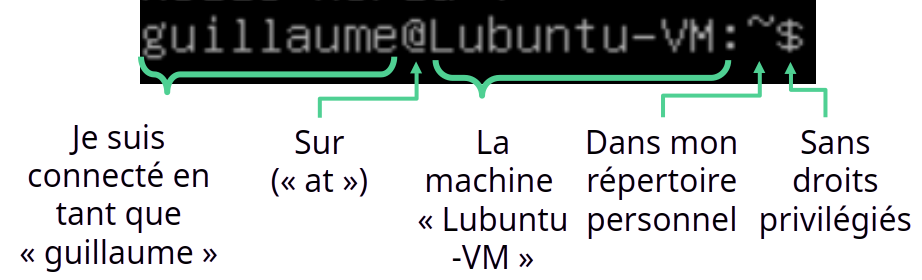 guillaume@Lubuntu-VM:~$
Je suis
connecté en
tant que
« guillaume »
Sur
(« at »)
La
machine
« Lubuntu
-VM »
Dans mon
répertoire
personnel
Sans
droits
privilégiés